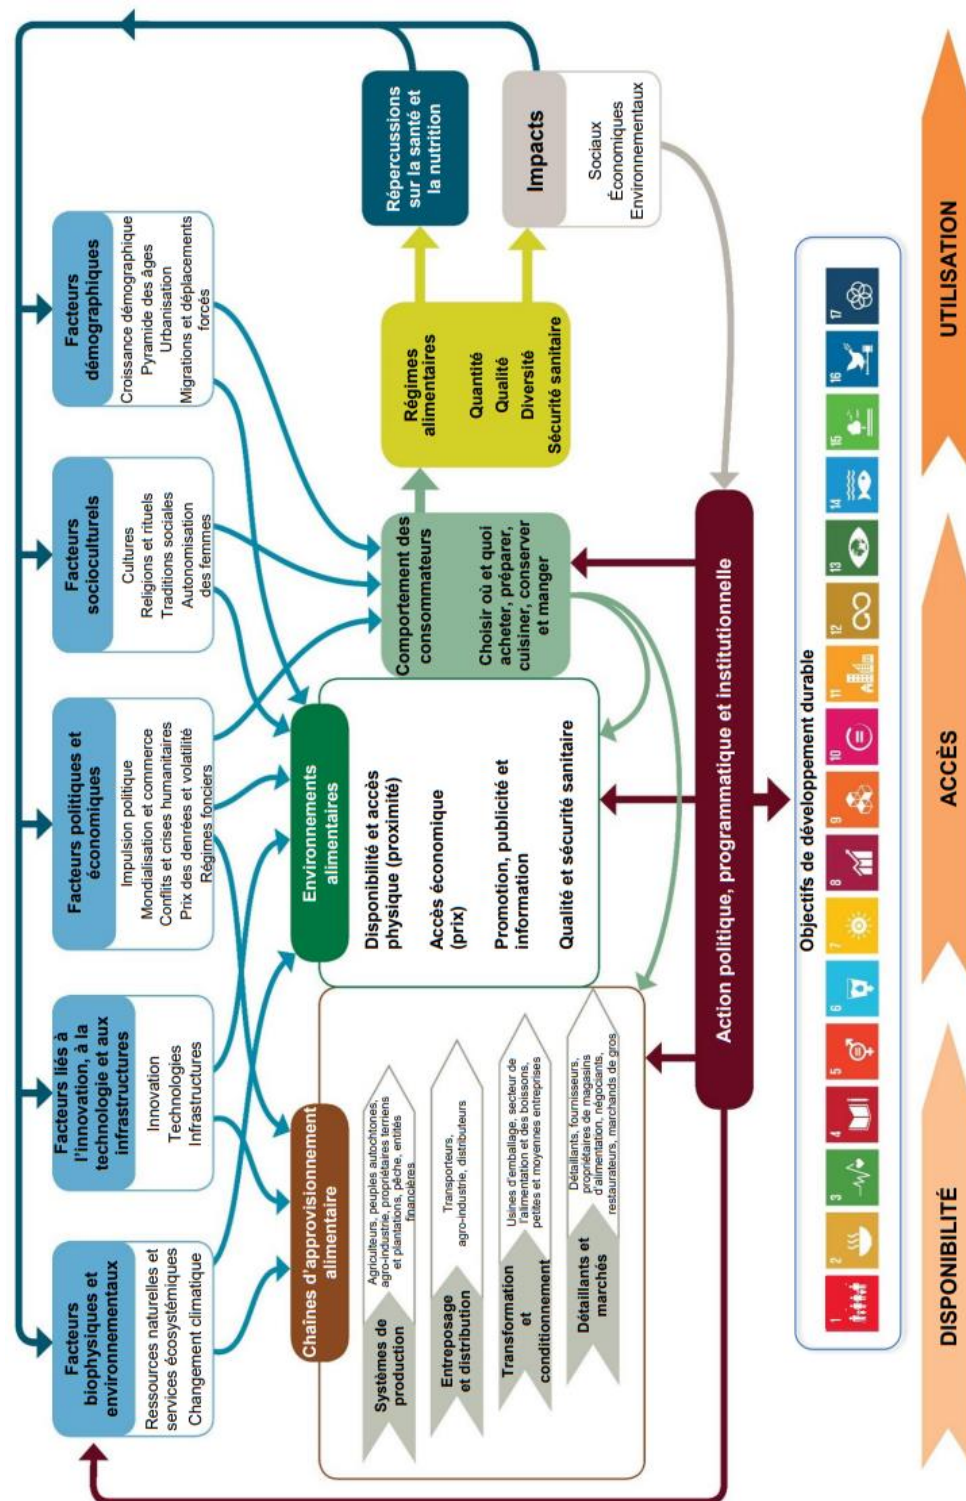 Facteurs
biophysiques et
environnementaux
Ressources naturelles et
services écosystémiques
Changement climatique
Facteurs liés à
l'innovation, à la
technologie et aux
infrastructures
Innovation
Technologies
Infrastructures
Facteurs politiques et
économiques
Impulsion politique
Mondialisation et commerce
Conflits et crises humanitaires
Prix des denrées et volatilité
Régimes fonciers
Facteurs
socioculturels
Cultures
Religions et rituels
Traditions sociales
Autonomisation
des femmes
Facteurs
démographiques
Croissance démographique
Pyramide des âges
Urbanisation
Migrations et déplacements
forcés
Chaînes d'approvisionnement
alimentaire
Systèmes de
production
Agriculteurs, peuples autochtones,
agro-industrie, propriétaires terriens
et plantations, pêche, entités
financières
Entreposage
et distribution
Transporteurs,
agro-industrie, distributeurs
Transformation
et
conditionnement
Usines d'emballage, secteur de
l'alimentation et des boissons,
petites et moyennes entreprises
Détaillants et
marchés
Détaillants, fournisseurs,
propriétaires de magasins
d'alimentation, négociants,
restaurateurs, marchands de gros
Environnements
alimentaires
Disponibilité et accès
physique (proximité)
Accès économique
(prix)
Promotion, publicité et
information
Qualité et sécurité sanitaire
Comportement des
consommateurs
Choisir où et quoi
acheter, préparer,
cuisiner, conserver
et manger
Régimes
alimentaires
Quantité
Qualité
Diversité
Sécurité sanitaire
Répercussions
sur la santé et
la nutrition
Impacts
Sociaux
Économiques
Environnementaux
Action politique, programmatique et institutionnelle
Objectifs de développement durable
1 2 3 4 5 6 7 8 9 10 11 12 13 14 15 16 17
DISPONIBILITÉ
ACCÈS
UTILISATION